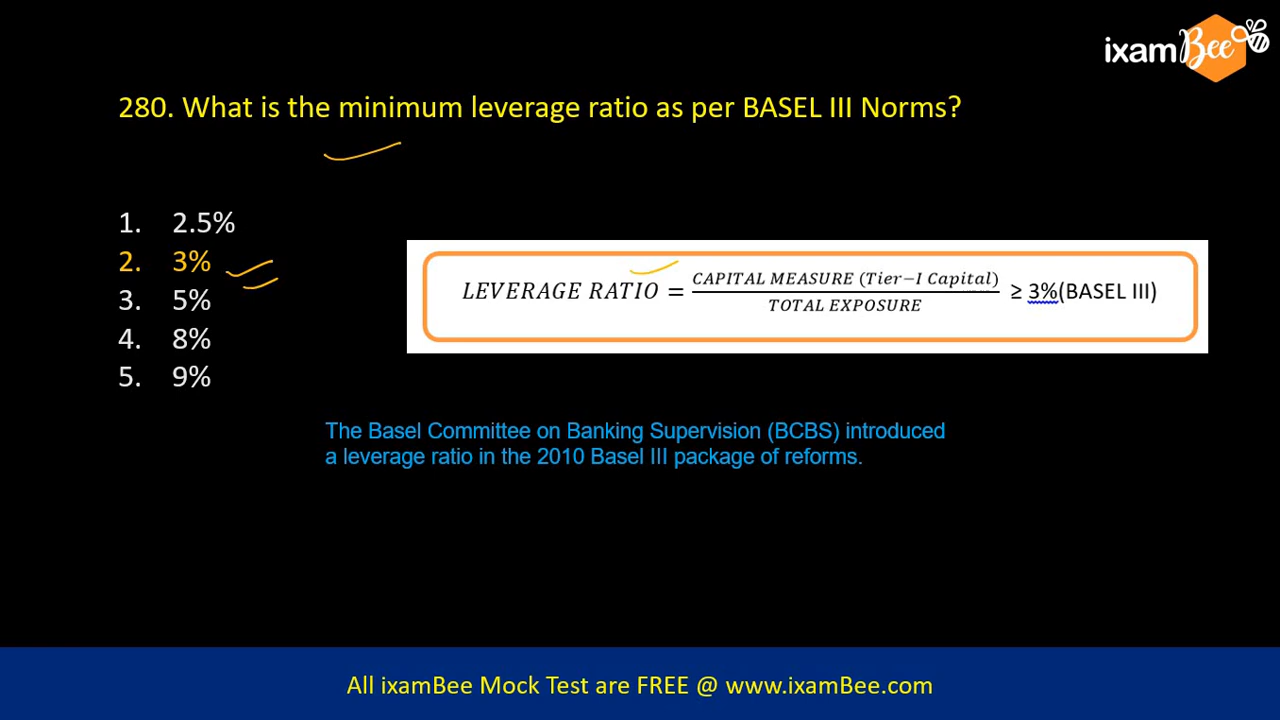 ixamBee
280. What is the minimum leverage ratio as per BASEL III Norms?
1. 2.5%
2. 3%
3. 5%
4. 8%
5. 9%
LEVERAGE RATIO = CAPITAL MEASURE (Tier−I Capital) / TOTAL EXPOSURE ≥ 3%(BASEL III)
The Basel Committee on Banking Supervision (BCBS) introduced
a leverage ratio in the 2010 Basel III package of reforms.
All ixamBee Mock Test are FREE @ www.ixamBee.com